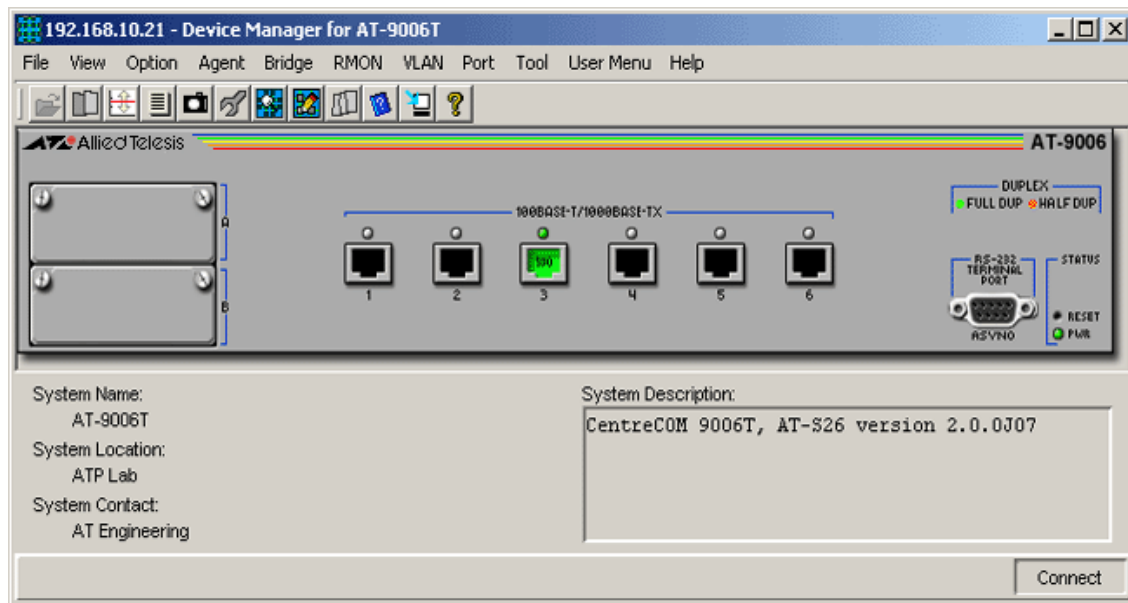 192.168.10.21 - Device Manager for AT-9006T
File View Option Agent Bridge RMON VLAN Port Tool User Menu Help
Allied Telesis
AT-9006
DUPLEX
FULL DUP HALF DUP
100BASE-T/1000BASE-TX
A
B
100
1 2 3 4 5 6
RS-232
TERMINAL
PORT
ASYNO
STATUS
RESET
PWR
System Name:
AT-9006T
System Location:
ATP Lab
System Contact:
AT Engineering
System Description:
CentreCOM 9006T, AT-S26 version 2.0.0J07
Connect